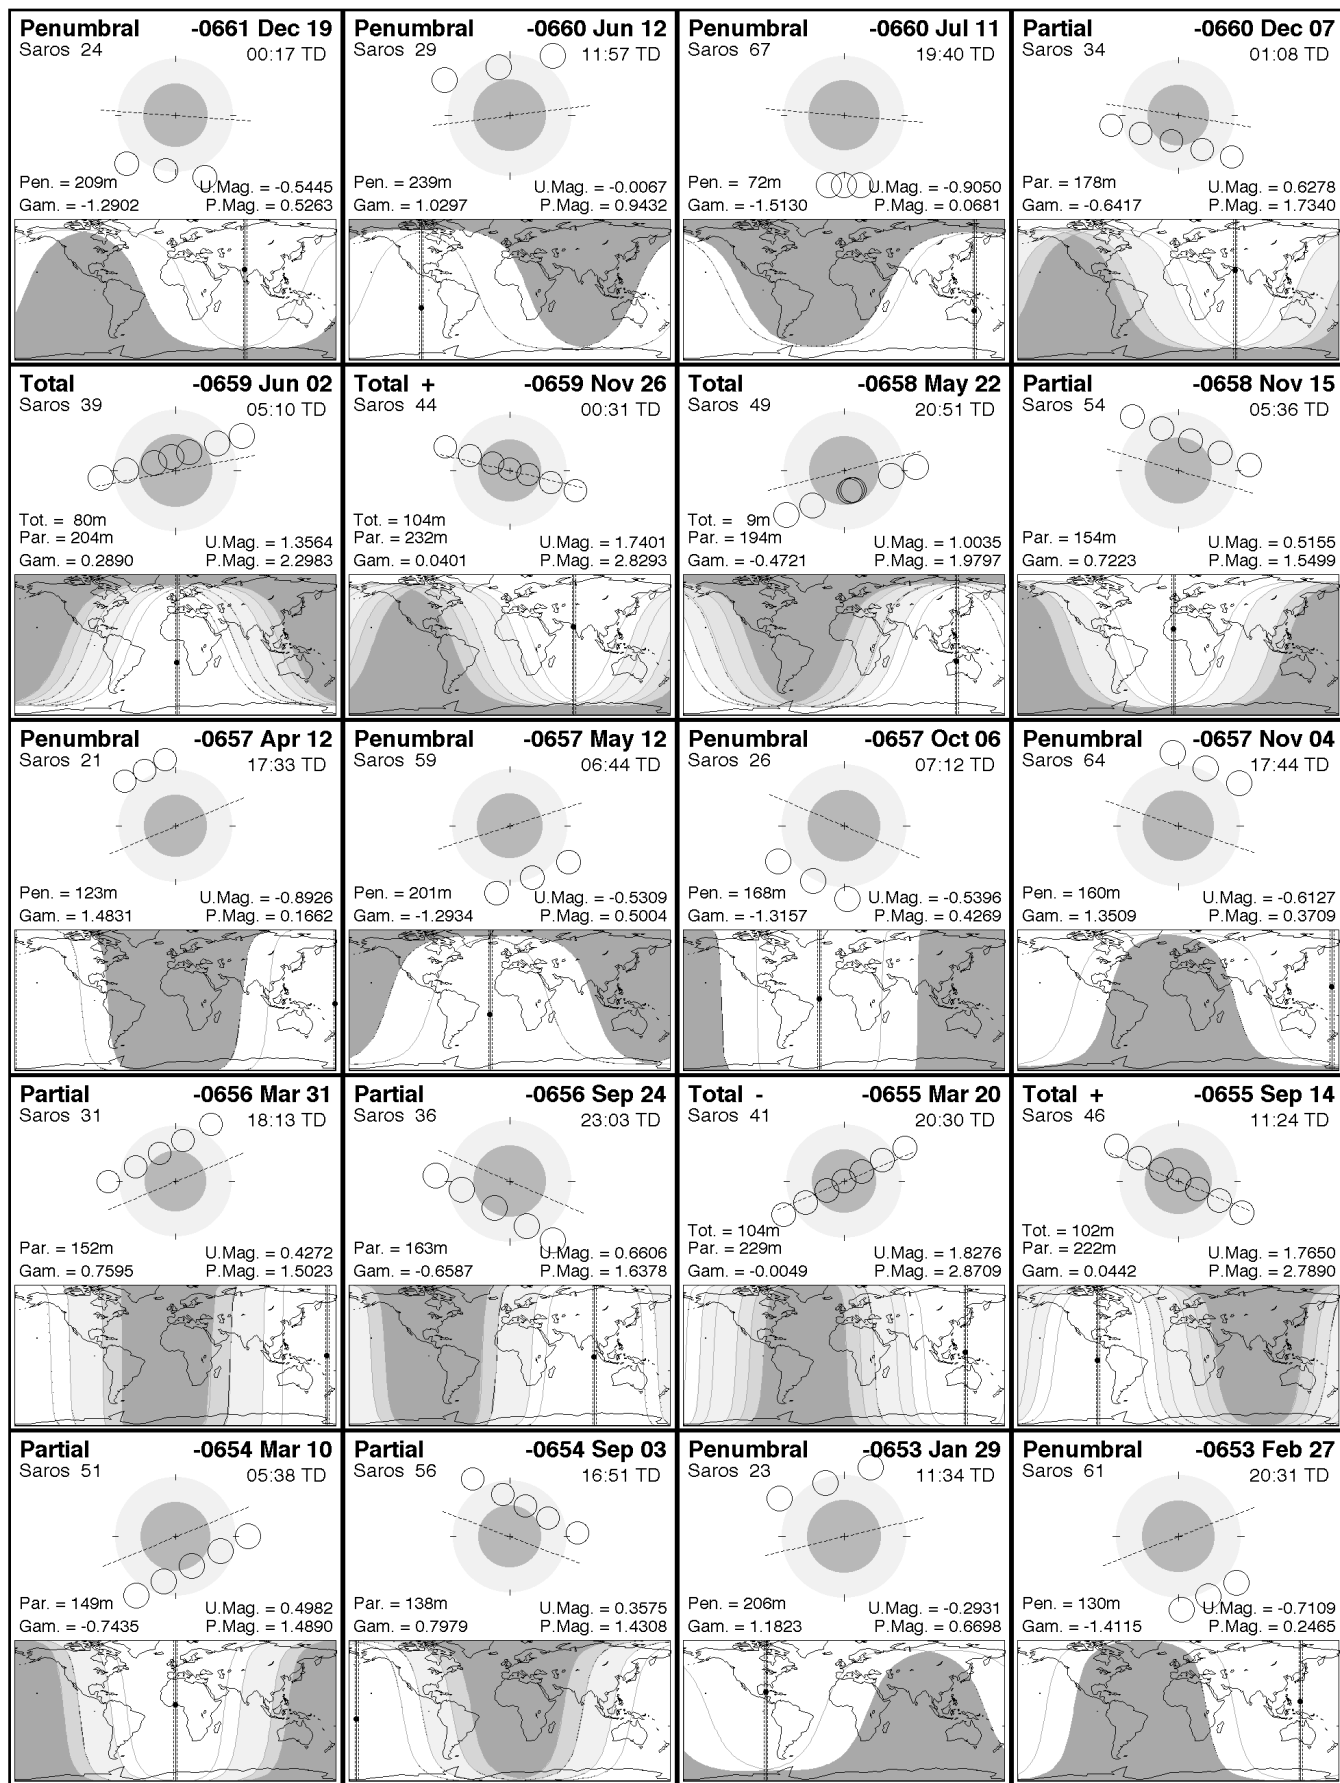 Penumbral -0661 Dec 19
Saros 24 00:17 TD
Pen. = 209m U.Mag. = -0.5445
Gam. = -1.2902 P.Mag. = 0.5263
Penumbral -0660 Jun 12
Saros 29 11:57 TD
Pen. = 239m U.Mag. = -0.0067
Gam. = 1.0297 P.Mag. = 0.9432
Penumbral -0660 Jul 11
Saros 67 19:40 TD
Pen. = 72m U.Mag. = -0.9050
Gam. = -1.5130 P.Mag. = 0.0681
Partial -0660 Dec 07
Saros 34 01:08 TD
Par. = 178m U.Mag. = 0.6278
Gam. = -0.6417 P.Mag. = 1.7340
Total -0659 Jun 02
Saros 39 05:10 TD
Tot. = 80m
Par. = 204m U.Mag. = 1.3564
Gam. = 0.2890 P.Mag. = 2.2983
Total + -0659 Nov 26
Saros 44 00:31 TD
Tot. = 104m
Par. = 232m U.Mag. = 1.7401
Gam. = 0.0401 P.Mag. = 2.8293
Total -0658 May 22
Saros 49 20:51 TD
Tot. = 9m
Par. = 194m U.Mag. = 1.0035
Gam. = -0.4721 P.Mag. = 1.9797
Partial -0658 Nov 15
Saros 54 05:36 TD
Par. = 154m U.Mag. = 0.5155
Gam. = 0.7223 P.Mag. = 1.5499
Penumbral -0657 Apr 12
Saros 21 17:33 TD
Pen. = 123m U.Mag. = -0.8926
Gam. = 1.4831 P.Mag. = 0.1662
Penumbral -0657 May 12
Saros 59 06:44 TD
Pen. = 201m U.Mag. = -0.5309
Gam. = -1.2934 P.Mag. = 0.5004
Penumbral -0657 Oct 06
Saros 26 07:12 TD
Pen. = 168m U.Mag. = -0.5396
Gam. = -1.3157 P.Mag. = 0.4269
Penumbral -0657 Nov 04
Saros 64 17:44 TD
Pen. = 160m U.Mag. = -0.6127
Gam. = 1.3509 P.Mag. = 0.3709
Partial -0656 Mar 31
Saros 31 18:13 TD
Par. = 152m U.Mag. = 0.4272
Gam. = 0.7595 P.Mag. = 1.5023
Partial -0656 Sep 24
Saros 36 23:03 TD
Par. = 163m U.Mag. = 0.6606
Gam. = -0.6587 P.Mag. = 1.6378
Total - -0655 Mar 20
Saros 41 20:30 TD
Tot. = 104m
Par. = 229m U.Mag. = 1.8276
Gam. = -0.0049 P.Mag. = 2.8709
Total + -0655 Sep 14
Saros 46 11:24 TD
Tot. = 102m
Par. = 222m U.Mag. = 1.7650
Gam. = 0.0442 P.Mag. = 2.7890
Partial -0654 Mar 10
Saros 51 05:38 TD
Par. = 149m U.Mag. = 0.4982
Gam. = -0.7435 P.Mag. = 1.4890
Partial -0654 Sep 03
Saros 56 16:51 TD
Par. = 138m U.Mag. = 0.3575
Gam. = 0.7979 P.Mag. = 1.4308
Penumbral -0653 Jan 29
Saros 23 11:34 TD
Pen. = 206m U.Mag. = -0.2931
Gam. = 1.1823 P.Mag. = 0.6698
Penumbral -0653 Feb 27
Saros 61 20:31 TD
Pen. = 130m U.Mag. = -0.7109
Gam. = -1.4115 P.Mag. = 0.2465